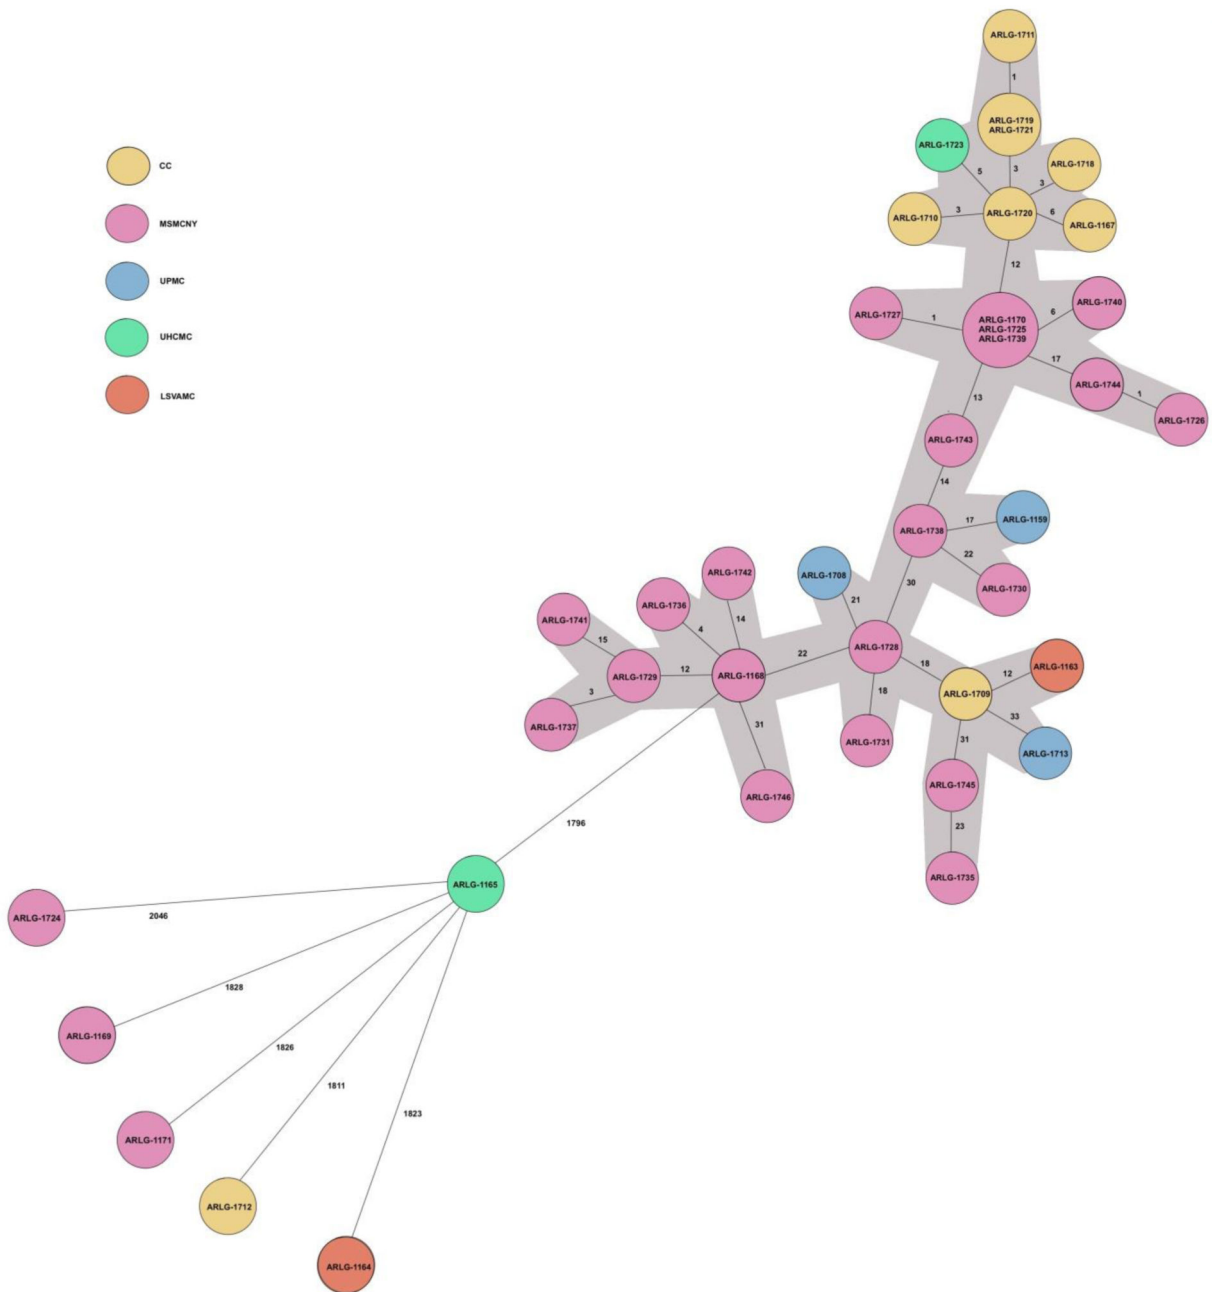 ARLG-1711
1
ARLG-1719
ARLG-1721
ARLG-1723
5
3
3
ARLG-1718
CC
ARLG-1710
3
ARLG-1720
6
ARLG-1167
MSMCNY
12
UPMC
ARLG-1727
1
ARLG-1170
ARLG-1725
ARLG-1739
6
ARLG-1740
UHCMC
17
ARLG-1744
1
ARLG-1726
LSVAMC
13
ARLG-1743
14
ARLG-1738
17
ARLG-1159
22
ARLG-1730
30
ARLG-1708
21
ARLG-1742
ARLG-1736
14
4
ARLG-1741
15
ARLG-1729
12
ARLG-1168
22
ARLG-1728
18
12
ARLG-1163
3
ARLG-1737
31
18
ARLG-1709
33
ARLG-1731
31
ARLG-1713
ARLG-1746
ARLG-1745
23
1796
ARLG-1735
ARLG-1165
ARLG-1724
2046
1828
ARLG-1169
1826
1811
1823
ARLG-1171
ARLG-1712
ARLG-1164